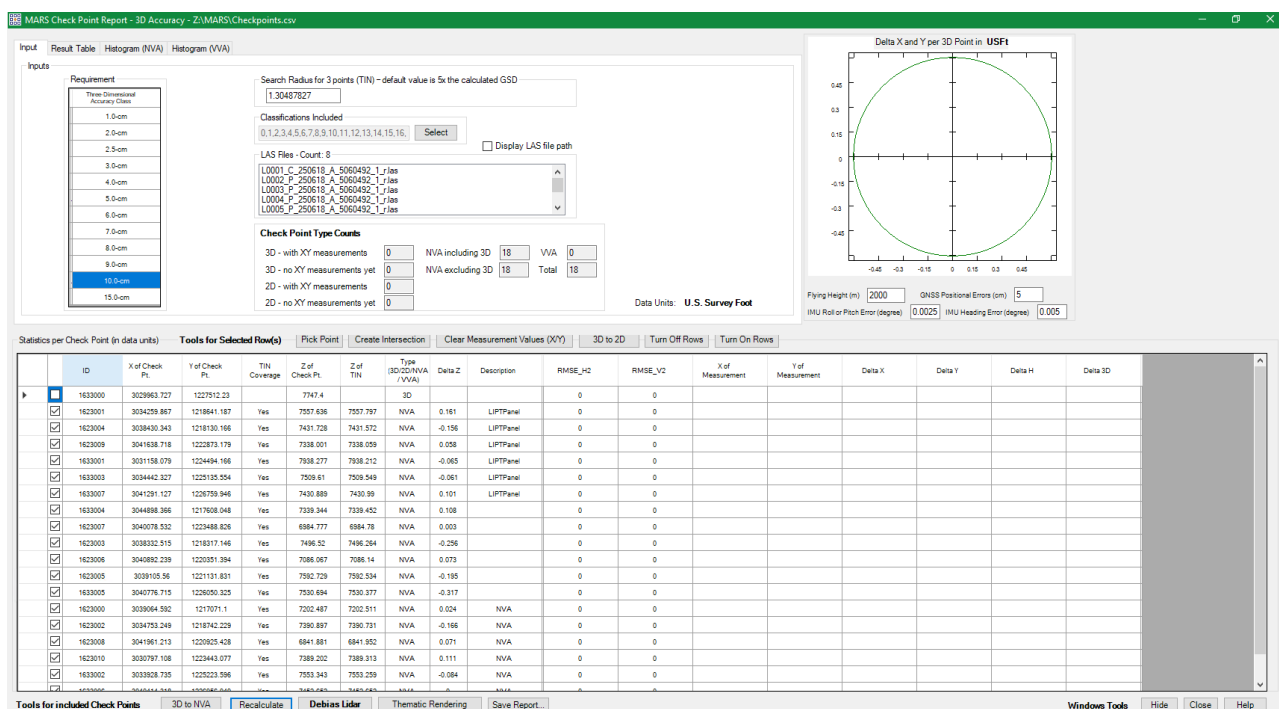 MARS Check Point Report - 3D Accuracy - Z:\MARS\Checkpoints.csv
Input Result Table Histogram (NVA) Histogram (VVA)
Inputs
Requirement
Three-Dimensional
Accuracy Class
1.0-cm
2.0-cm
2.5-cm
3.0-cm
4.0-cm
5.0-cm
6.0-cm
7.0-cm
8.0-cm
9.0-cm
10.0-cm
15.0-cm
Search Radius for 3 points (TIN) - default value is 5x the calculated GSD
1.30487827
Classifications Included
0,1,2,3,4,5,6,7,8,9,10,11,12,13,14,15,16, Select
Display LAS file path
LAS Files - Count: 8
L0001_C_250618_A_5060492_1_r.las
L0002_P_250618_A_5060492_1_r.las
L0003_P_250618_A_5060492_1_r.las
L0004_P_250618_A_5060492_1_r.las
L0005_P_250618_A_5060492_1_r.las
Check Point Type Counts
3D - with XY measurements 0 NVA including 3D 18 VVA 0
3D - no XY measurements yet 0 NVA excluding 3D 18 Total 18
2D - with XY measurements 0
2D - no XY measurements yet 0
Data Units: U.S. Survey Foot
Delta X and Y per 3D Point in USFt
0.45
0.3
0.15
0
-0.15
-0.3
-0.45
-0.45 -0.3 -0.15 0 0.15 0.3 0.45
Flying Height (m) 2000 GNSS Positional Errors (cm) 5
IMU Roll or Pitch Error (degree) 0.0025 IMU Heading Error (degree) 0.005
Statistics per Check Point (in data units) Tools for Selected Row(s) Pick Point Create Intersection Clear Measurement Values (X/Y) 3D to 2D Turn Off Rows Turn On Rows
ID X of Check Pt. Y of Check Pt. TIN Coverage Z of Check Pt. Z of TIN Type (3D/2D/NVA / VVA) Delta Z Description RMSE_H2 RMSE_V2 X of Measurement Y of Measurement Delta X Delta Y Delta H Delta 3D
1633000 3029963.727 1227512.23 7747.4 3D 0 0
1623001 3034259.867 1218641.187 Yes 7557.636 7557.797 NVA 0.161 LIPTPanel 0 0
1623004 3038430.343 1218130.166 Yes 7431.728 7431.572 NVA -0.156 LIPTPanel 0 0
1623009 3041638.718 1222873.179 Yes 7338.001 7338.059 NVA 0.058 LIPTPanel 0 0
1633001 3031158.079 1224494.166 Yes 7938.277 7938.212 NVA -0.065 LIPTPanel 0 0
1633003 3034442.327 1225135.554 Yes 7509.61 7509.549 NVA -0.061 LIPTPanel 0 0
1633007 3041291.127 1226759.946 Yes 7430.889 7430.99 NVA 0.101 LIPTPanel 0 0
1633004 3044898.366 1217608.048 Yes 7339.344 7339.452 NVA 0.108 0 0
1623007 3040078.532 1223488.826 Yes 6984.777 6984.78 NVA 0.003 0 0
1623003 3038332.515 1218317.146 Yes 7496.52 7496.264 NVA -0.256 0 0
1623006 3040892.239 1220351.394 Yes 7086.067 7086.14 NVA 0.073 0 0
1623005 3039105.56 1221131.831 Yes 7592.729 7592.534 NVA -0.195 0 0
1633005 3040776.715 1226050.325 Yes 7530.694 7530.377 NVA -0.317 0 0
1623000 3039064.592 1217071.1 Yes 7202.487 7202.511 NVA 0.024 NVA 0 0
1623002 3034753.249 1218742.229 Yes 7390.897 7390.731 NVA -0.166 NVA 0 0
1623008 3041961.213 1220925.428 Yes 6841.881 6841.952 NVA 0.071 NVA 0 0
1623010 3030797.108 1223443.077 Yes 7389.202 7389.313 NVA 0.111 NVA 0 0
1633002 3033928.735 1225223.596 Yes 7553.343 7553.259 NVA -0.084 NVA 0 0
Tools for included Check Points 3D to NVA Recalculate Debias Lidar Thematic Rendering Save Report... Windows Tools Hide Close Help